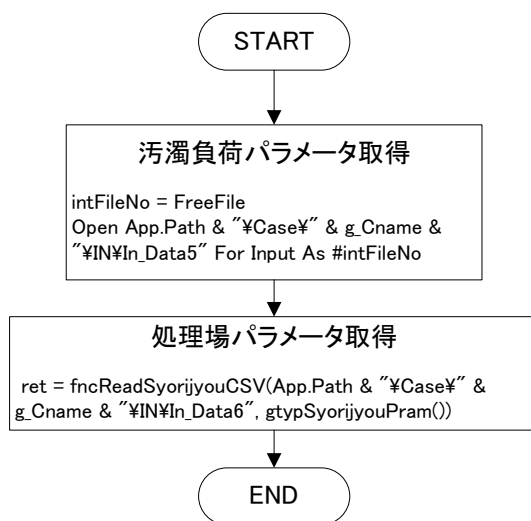 START
汚濁負荷パラメータ取得
intFileNo = FreeFile
Open App.Path & "¥Case¥" & g_Cname &
"¥IN¥In_Data5" For Input As #intFileNo
処理場パラメータ取得
ret = fncReadSyorijyouCSV(App.Path & "¥Case¥" &
g_Cname & "¥IN¥In_Data6", gtypSyorijyouPram())
END